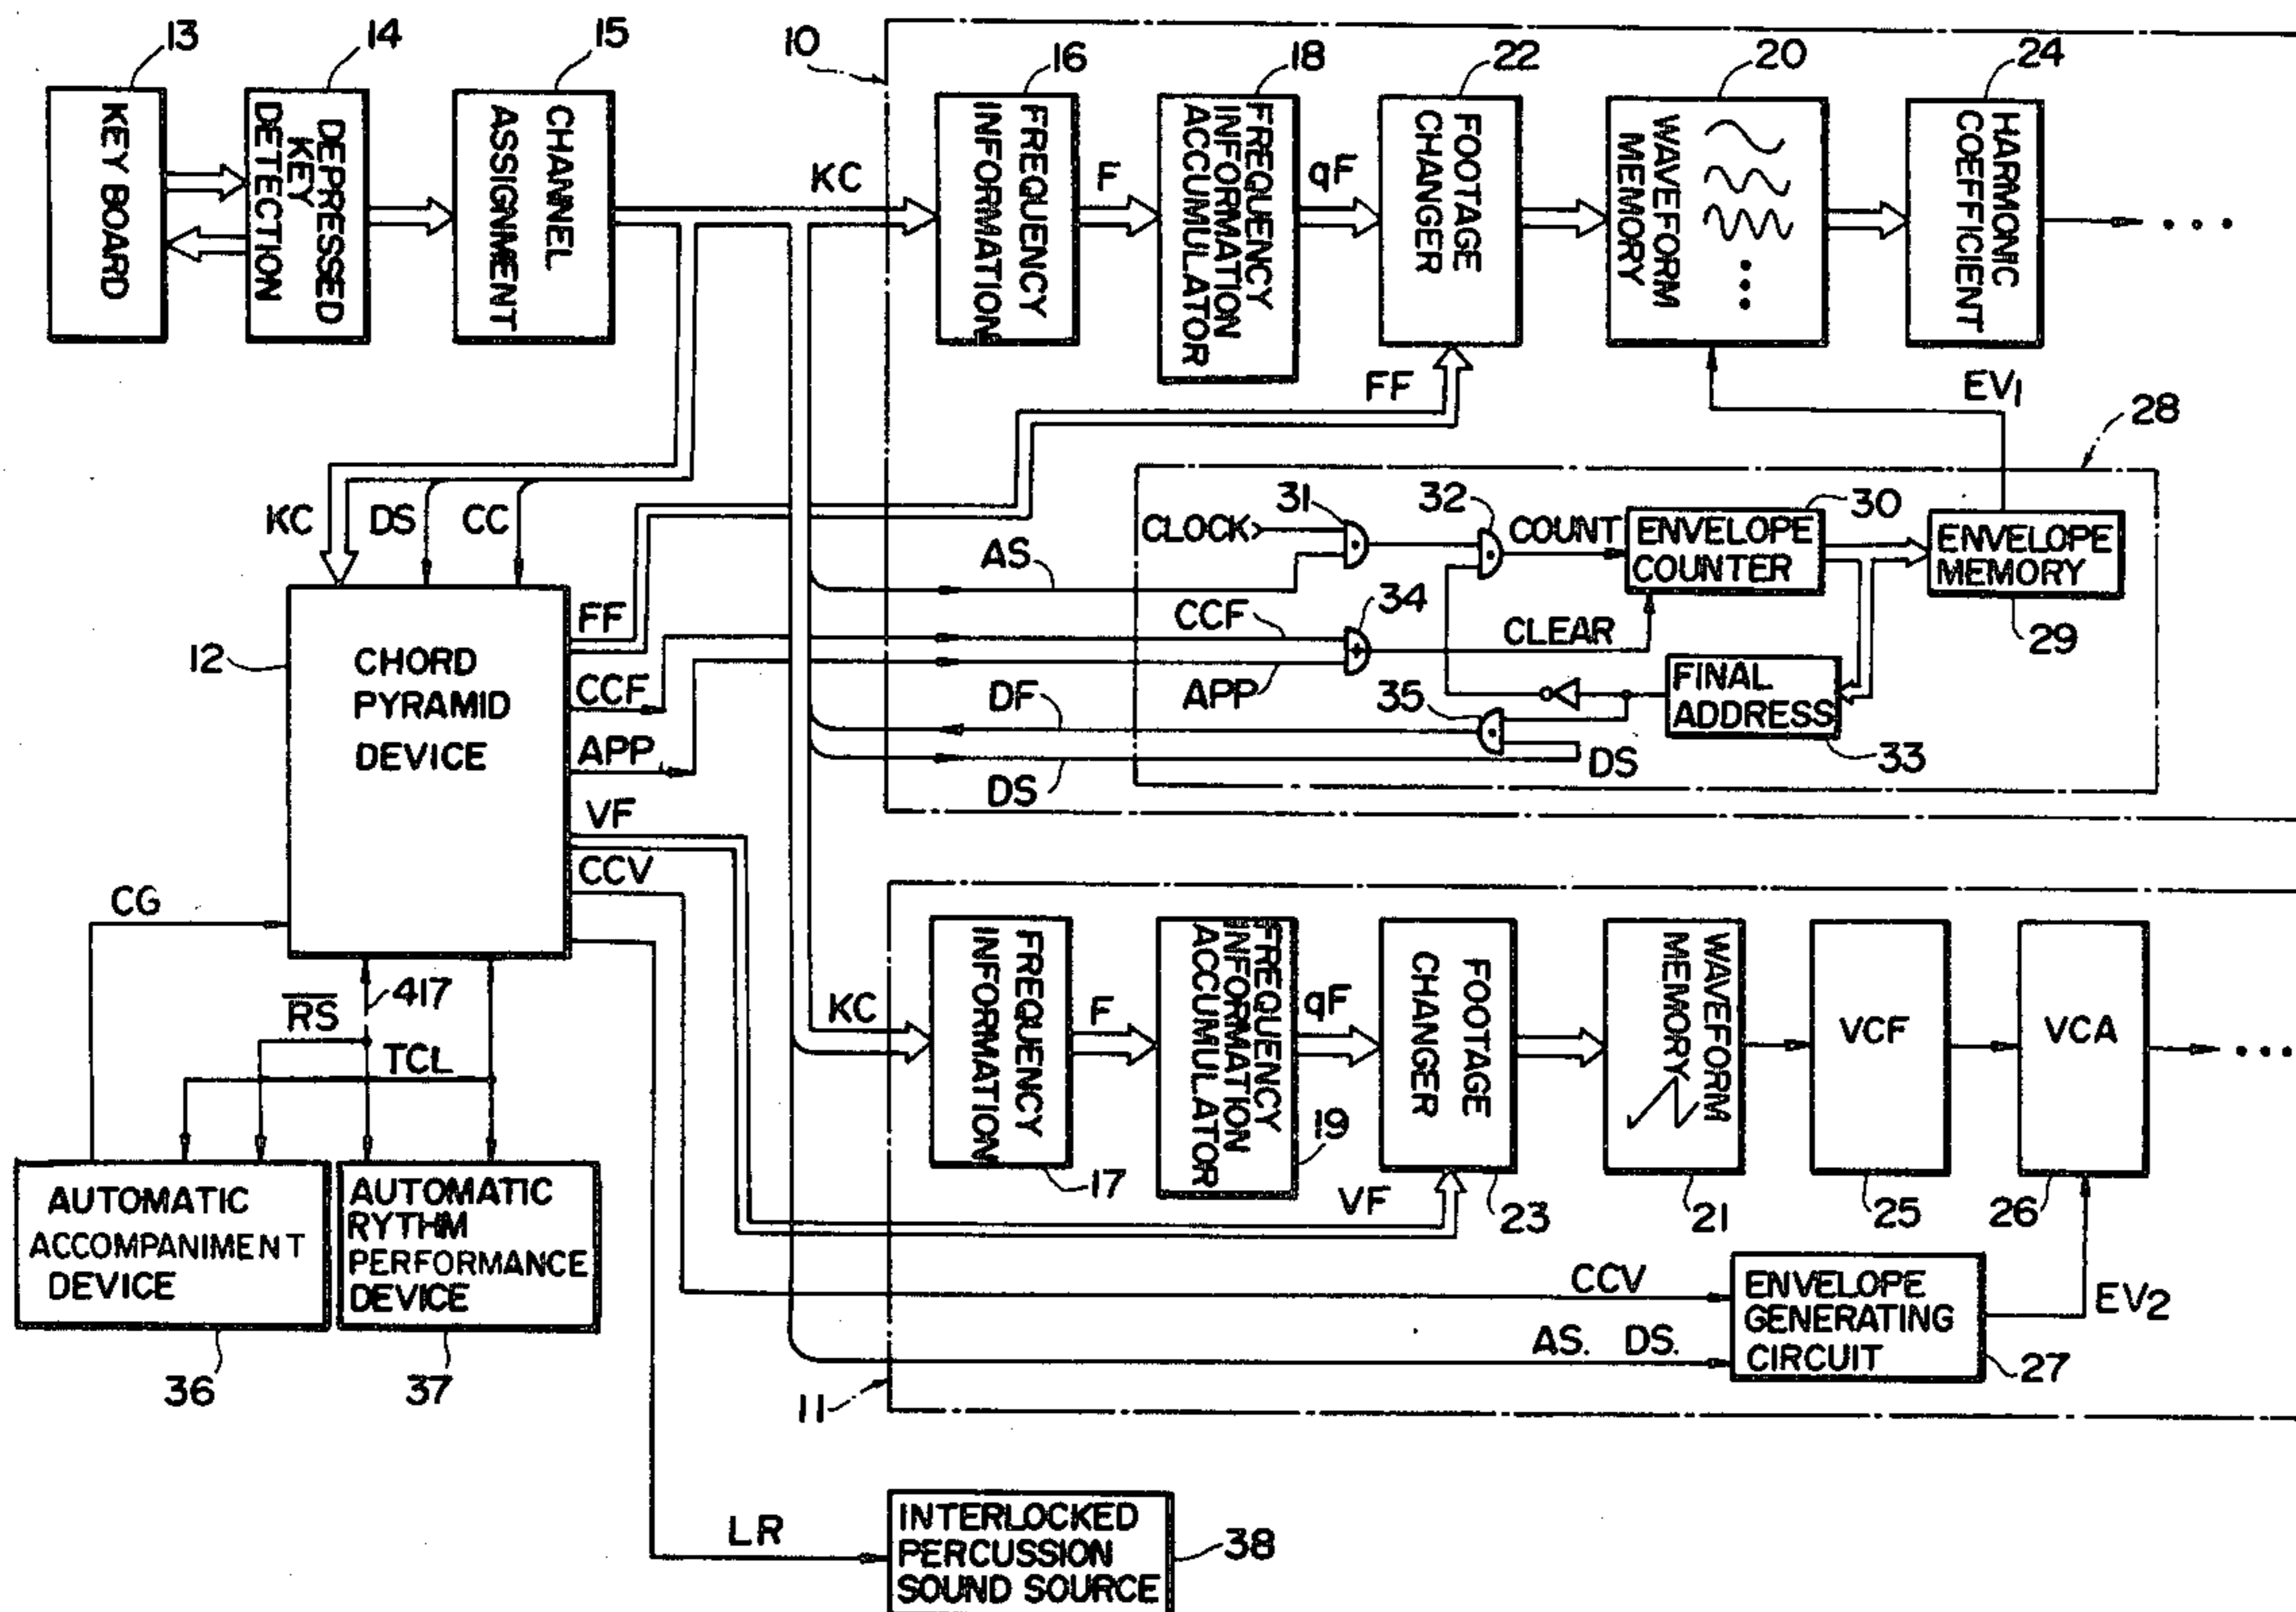 13
14
15
10
16
18
22
20
24
KEY BOARD
DEPRESSED
KEY
DETECTION
CHANNEL
ASSIGNMENT
KC
FREQUENCY
INFORMATION
F
FREQUENCY
INFORMATION
ACCUMULATOR
qF
FOOTAGE
CHANGER
WAVEFORM
MEMORY
HARMONIC
COEFFICIENT
FF
EV1
28
KC
DS
CC
31
32
30
CLOCK
COUNT
ENVELOPE
COUNTER
ENVELOPE
MEMORY
AS
34
29
12
CHORD
PYRAMID
DEVICE
FF
CCF
CLEAR
CCF
APP
35
FINAL
ADDRESS
DF
APP
DS
DS
33
VF
CCV
CG
417
RS
TCL
KC
FREQUENCY
INFORMATION
F
FREQUENCY
INFORMATION
ACCUMULATOR
qF
FOOTAGE
CHANGER
WAVEFORM
MEMORY
VCF
VCA
17
19
VF
23
21
25
26
AUTOMATIC
ACCOMPANIMENT
DEVICE
AUTOMATIC
RYTHM
PERFORMANCE
DEVICE
CCV
ENVELOPE
GENERATING
CIRCUIT
EV2
AS. DS.
27
36
37
11
LR
INTERLOCKED
PERCUSSION
SOUND SOURCE
38